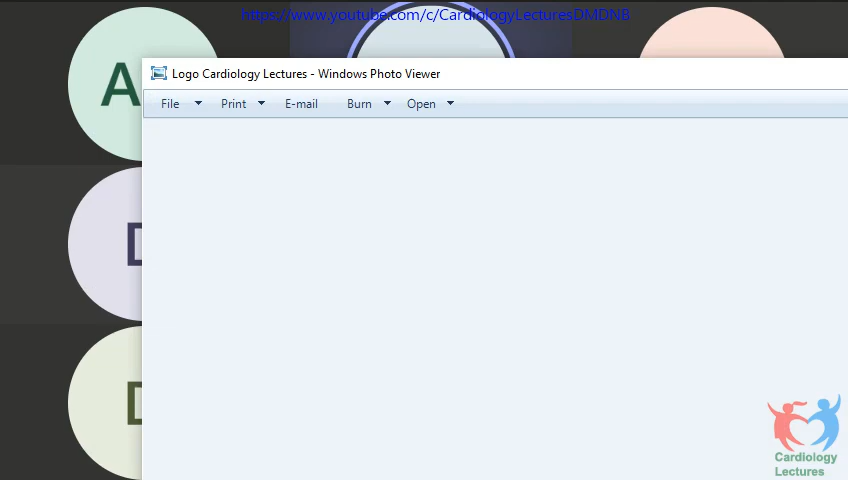 https://www.youtube.com/c/CardiologyLecturesDMDNB
A
Logo Cardiology Lectures - Windows Photo Viewer
File Print E-mail Burn Open
D
D
Cardiology
Lectures